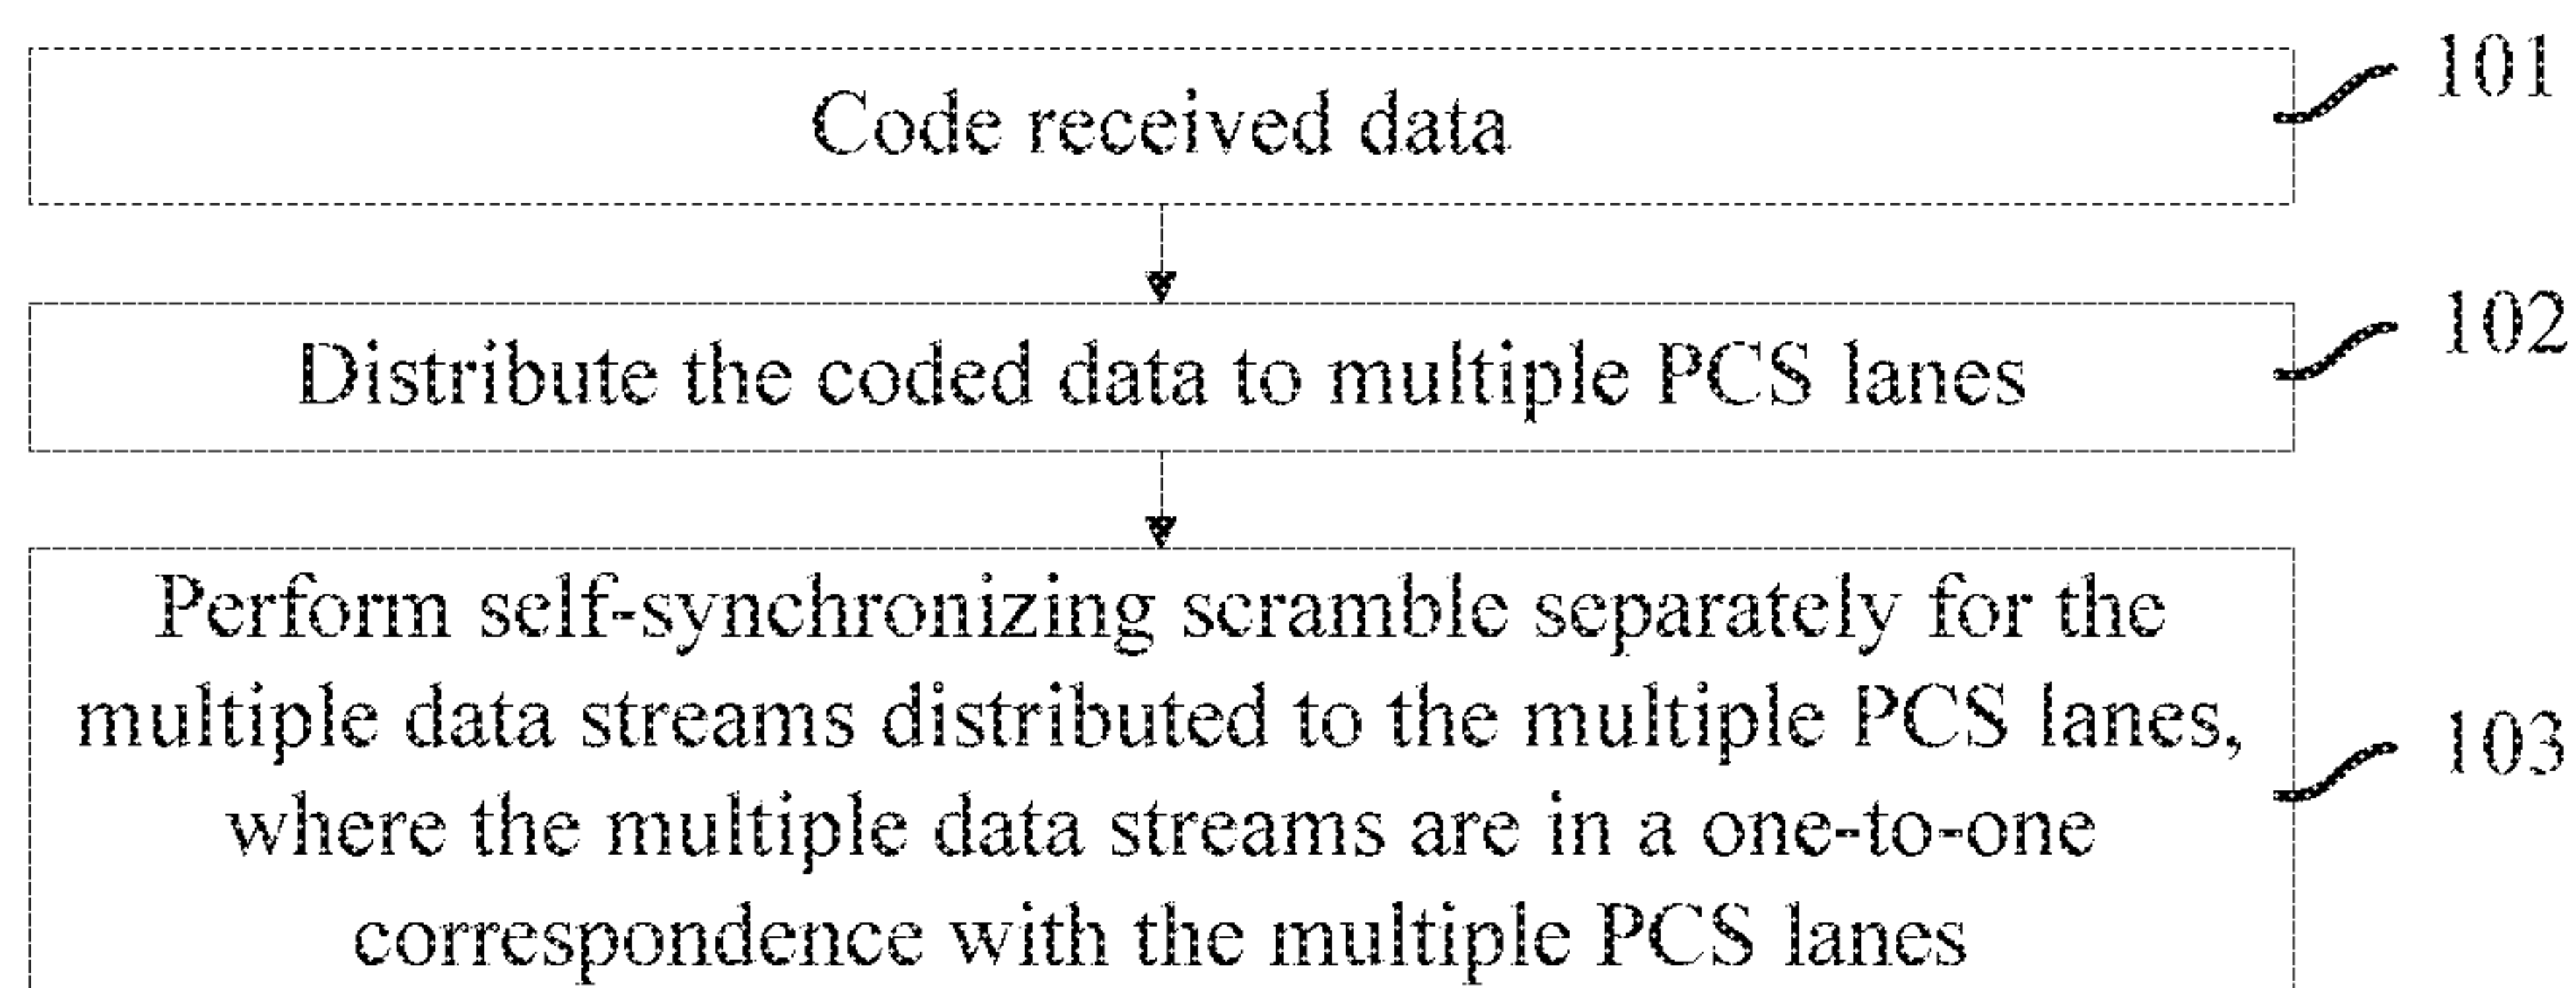 Code received data
101
Distribute the coded data to multiple PCS lanes
102
Perform self-synchronizing scramble separately for the
multiple data streams distributed to the multiple PCS lanes,
where the multiple data streams are in a one-to-one
correspondence with the multiple PCS lanes
103